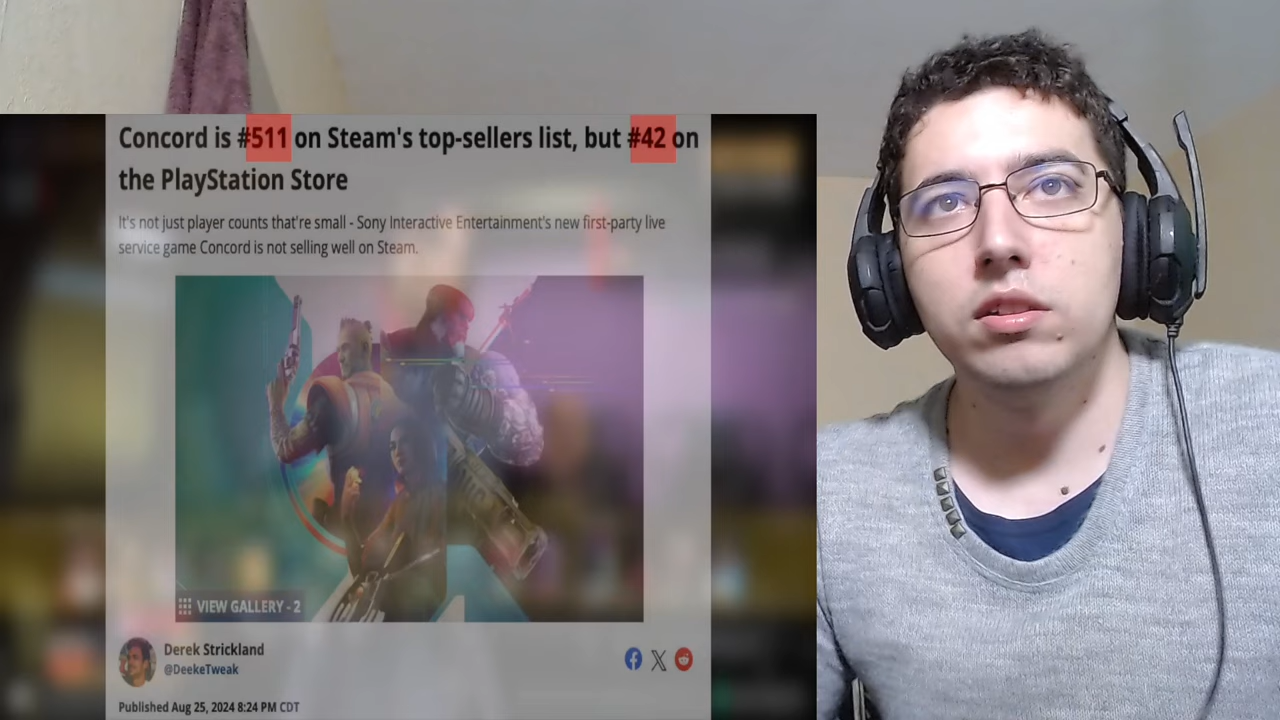 Concord is #511 on Steam's top-sellers list, but #42 on
the PlayStation Store
It's not just player counts that're small - Sony Interactive Entertainment's new first-party live
service game Concord is not selling well on Steam.
VIEW GALLERY - 2
Derek Strickland
@DeekeTweak
Published Aug 25, 2024 8:24 PM CDT